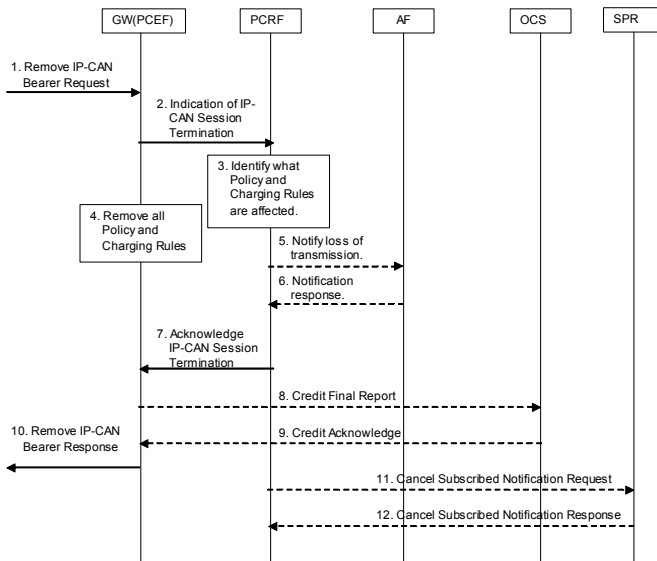 GW(PCEF)
PCRF
AF
OCS
SPR
1. Remove IP-CAN
Bearer Request
2. Indication of IP-
CAN Session
Termination
3. Identify what
Policy and
Charging Rules
are affected.
4. Remove all
Policy and
Charging Rules
5. Notify loss of
transmission.
6. Notification
response.
7. Acknowledge
IP-CAN Session
Termination
8. Credit Final Report
9. Credit Acknowledge
10. Remove IP-CAN
Bearer Response
11. Cancel Subscribed Notification Request
12. Cancel Subscribed Notification Response